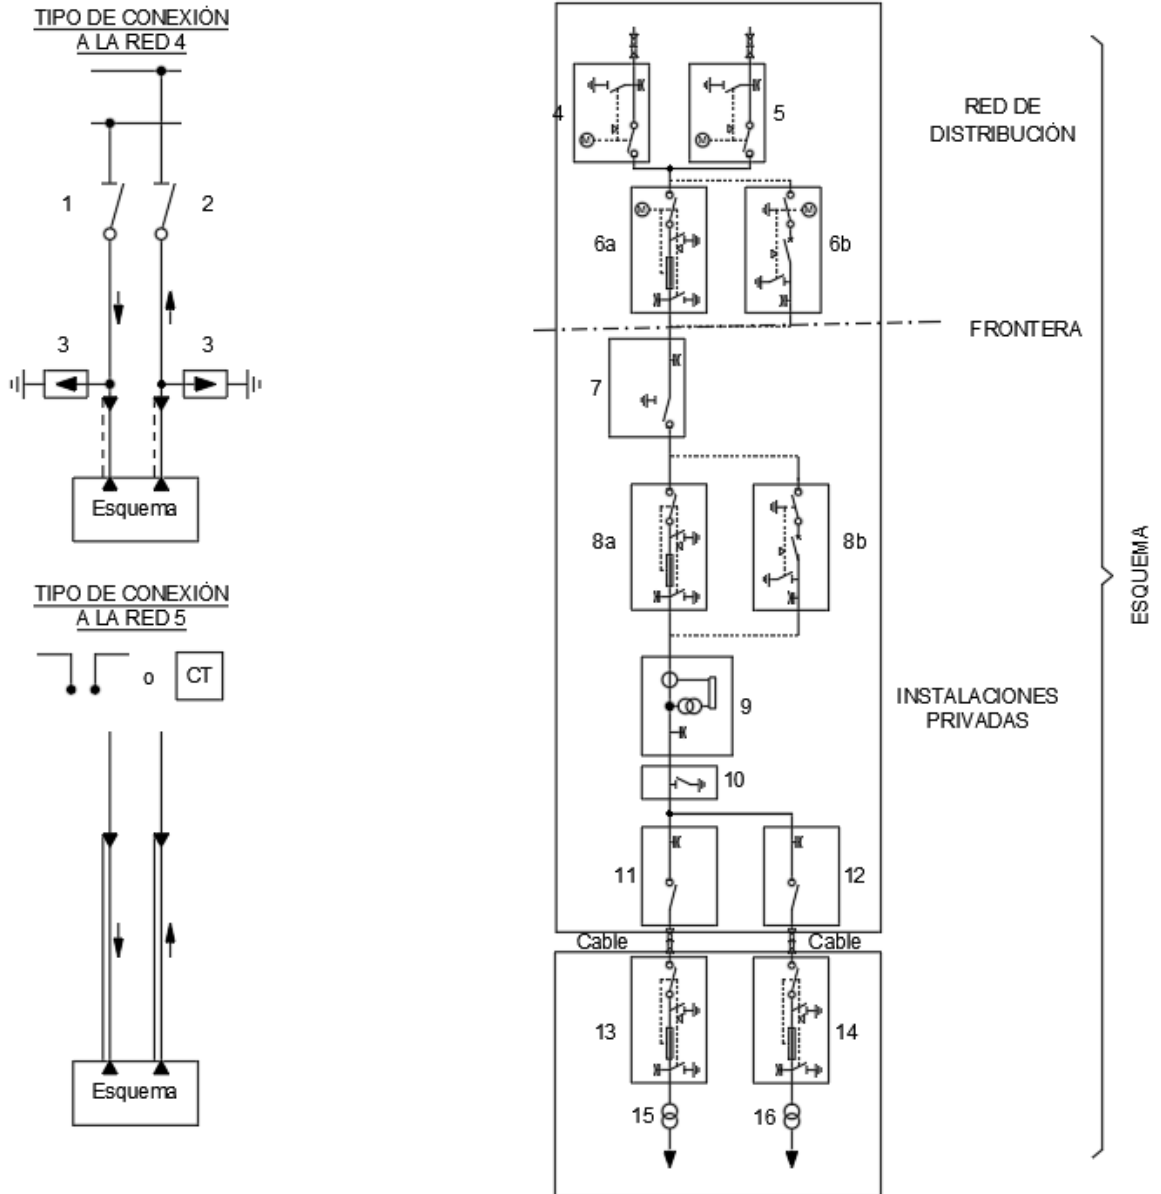 TIPO DE CONEXIÓN
A LA RED 4
1
2
3
3
Esquema
TIPO DE CONEXIÓN
A LA RED 5
o
CT
Esquema
4
5
M
M
6a
M
6b
M
7
8a
8b
9
10
11
12
Cable
Cable
13
14
15
16
RED DE
DISTRIBUCIÓN
FRONTERA
INSTALACIONES
PRIVADAS
ESQUEMA